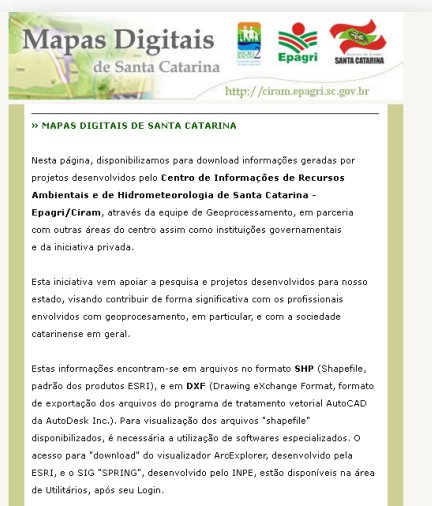 Mapas Digitais
de Santa Catarina
Epagri
SANTA CATARINA
http://ciram.epagri.sc.gov.br
» MAPAS DIGITAIS DE SANTA CATARINA
Nesta página, disponibilizamos para download informações geradas por
projetos desenvolvidos pelo Centro de Informações de Recursos
Ambientais e de Hidrometeorologia de Santa Catarina -
Epagri/Ciram, através da equipe de Geoprocessamento, em parceria
com outras áreas do centro assim como instituições governamentais
e da iniciativa privada.
Esta iniciativa vem apoiar a pesquisa e projetos desenvolvidos para nosso
estado, visando contribuir de forma significativa com os profissionais
envolvidos com geoprocesamento, em particular, e com a sociedade
catarinense em geral.
Estas informações encontram-se em arquivos no formato SHP (Shapefile,
padrão dos produtos ESRI), e em DXF (Drawing eXchange Format, formato
de exportação dos arquivos do programa de tratamento vetorial AutoCAD
da AutoDesk Inc.). Para visualização dos arquivos "shapefile"
disponibilizados, é necessária a utilização de softwares especializados. O
acesso para "download" do visualizador ArcExplorer, desenvolvido pela
ESRI, e o SIG "SPRING", desenvolvido pelo INPE, estão disponíveis na área
de Utilitários, após seu Login.